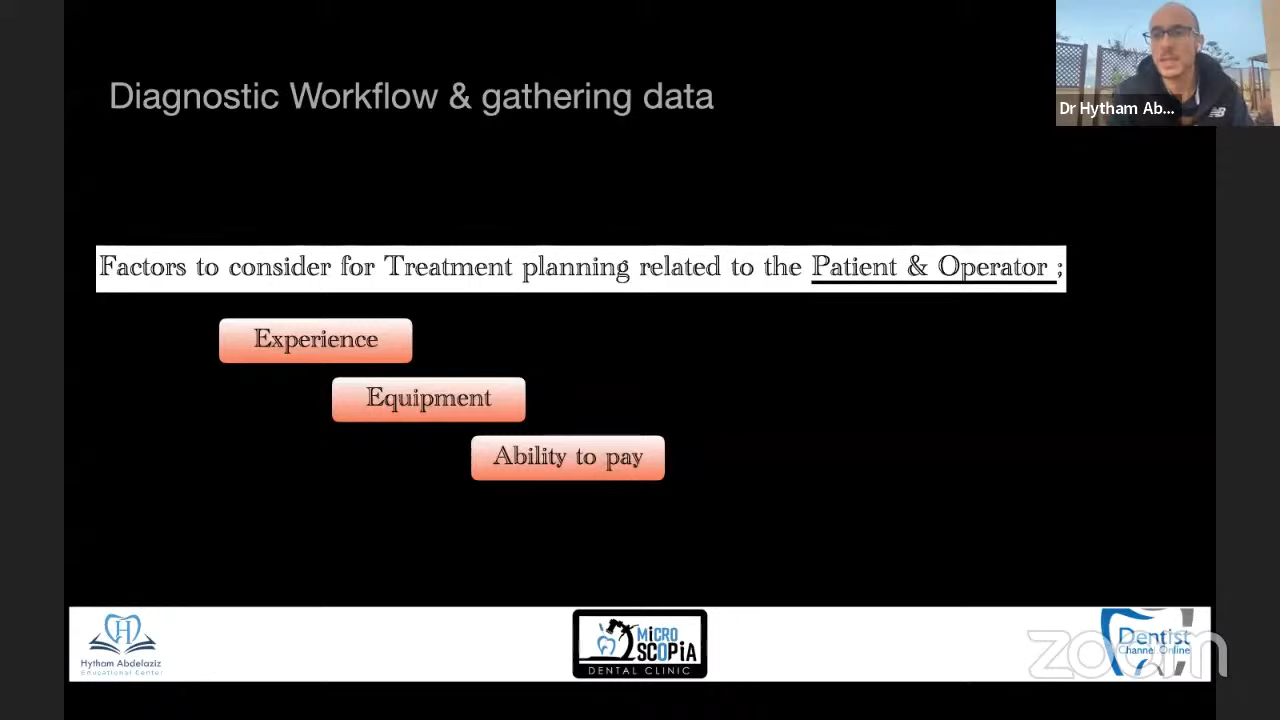 Diagnostic Workflow & gathering data
Dr Hytham Ab...
NB
Factors to consider for Treatment planning related to the Patient & Operator ;
Experience
Equipment
Ability to pay
H
Hytham Abdelaziz
Educational Center
MiCRO
SCOPiA
DENTAL CLINIC
Dentist
Channel Online
zoom